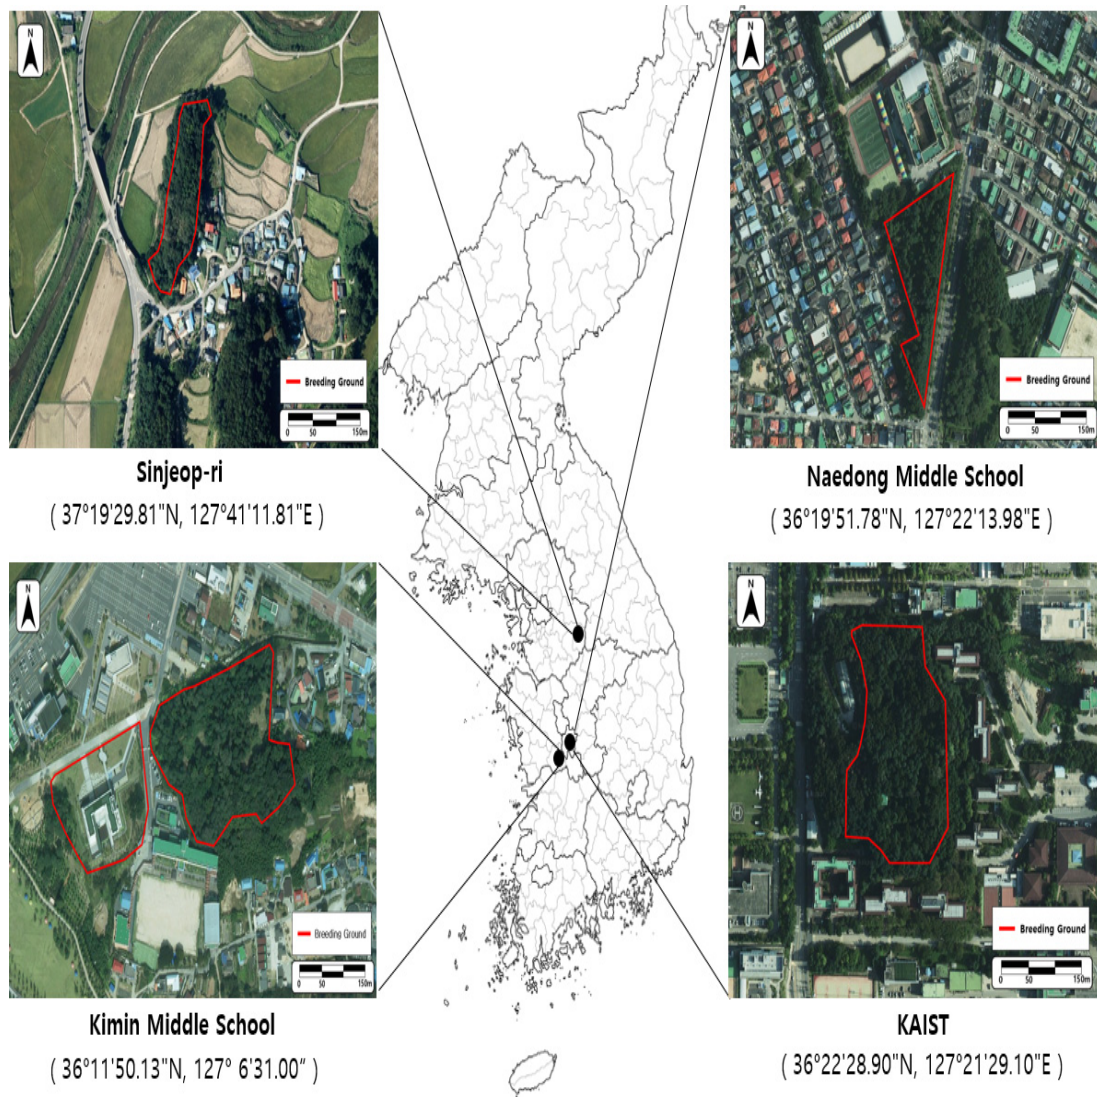 N
Breeding Ground
0 50 150m
Sinjeop-ri
( 37°19'29.81"N, 127°41'11.81"E )
N
Breeding Ground
0 50 150m
Naedong Middle School
( 36°19'51.78"N, 127°22'13.98"E )
N
Breeding Ground
0 50 150m
Kimin Middle School
( 36°11'50.13"N, 127° 6'31.00“ )
N
Breeding Ground
0 50 150m
KAIST
( 36°22'28.90"N, 127°21'29.10"E )